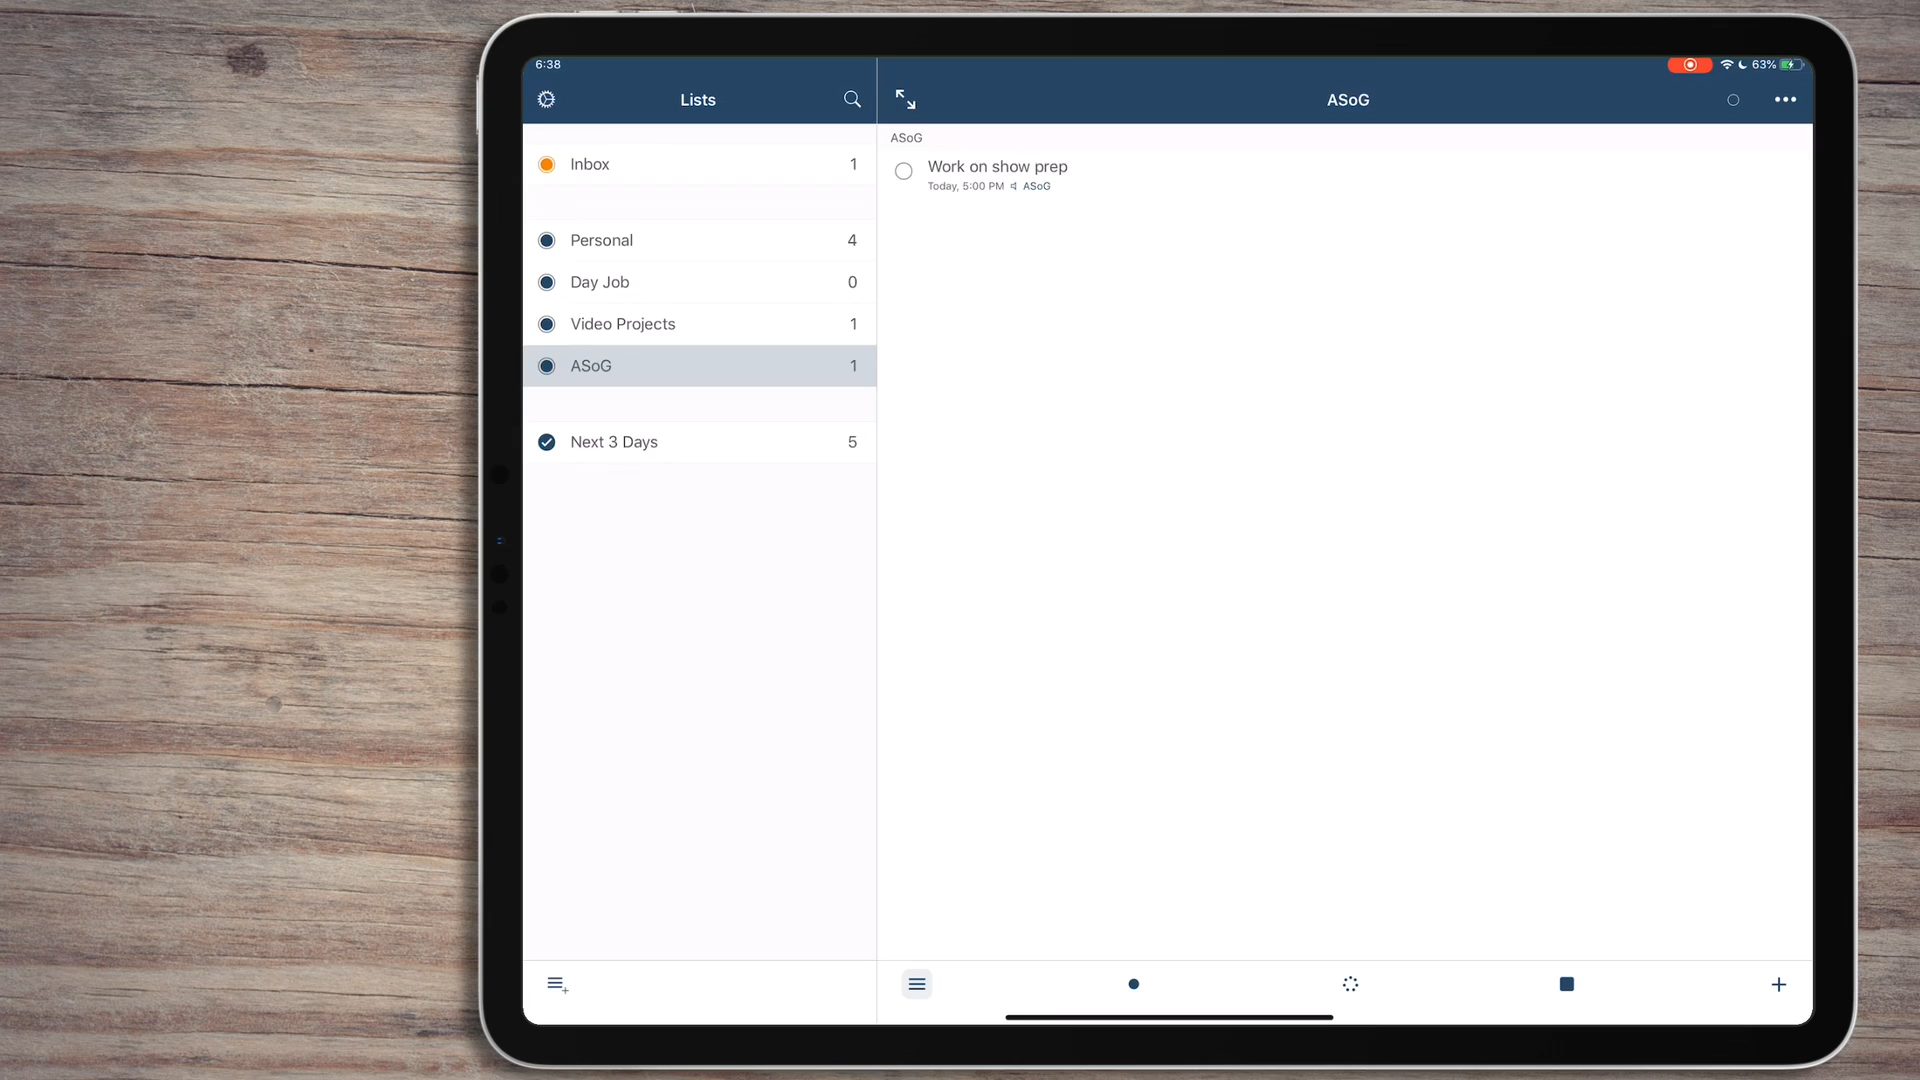 6:38
63%
Lists
ASoG
Inbox 1
Personal 4
Day Job 0
Video Projects 1
ASoG 1
Next 3 Days 5
ASoG
Work on show prep
Today, 5:00 PM ASoG